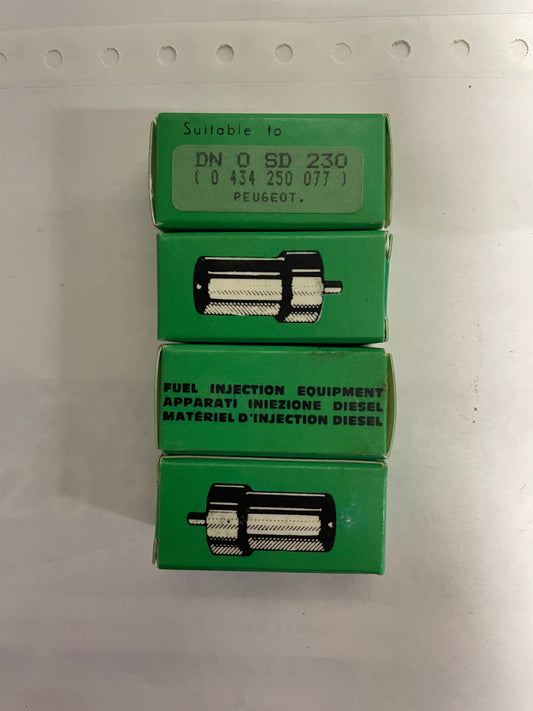 Suitable to
DN 0 SD 230
( 0 434 250 077 )
PEUGEOT.
FUEL INJECTION EQUIPMENT
APPARATI INIEZIONE DIESEL
MATÉRIEL D'INJECTION DIESEL